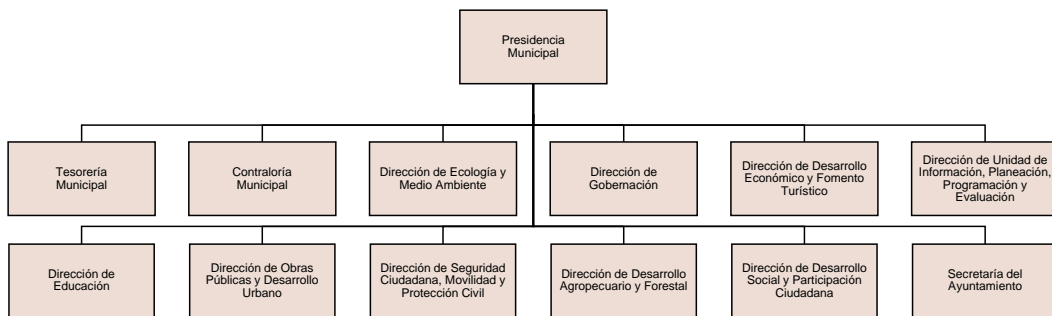 Presidencia
Municipal
Tesorería
Municipal
Contraloría
Municipal
Dirección de Ecología y
Medio Ambiente
Dirección de
Gobernación
Dirección de Desarrollo
Económico y Fomento
Turístico
Dirección de Unidad de
Información, Planeación,
Programación y
Evaluación
Dirección de
Educación
Dirección de Obras
Públicas y Desarrollo
Urbano
Dirección de Seguridad
Ciudadana, Movilidad y
Protección Civil
Dirección de Desarrollo
Agropecuario y Forestal
Dirección de Desarrollo
Social y Participación
Ciudadana
Secretaría del
Ayuntamiento